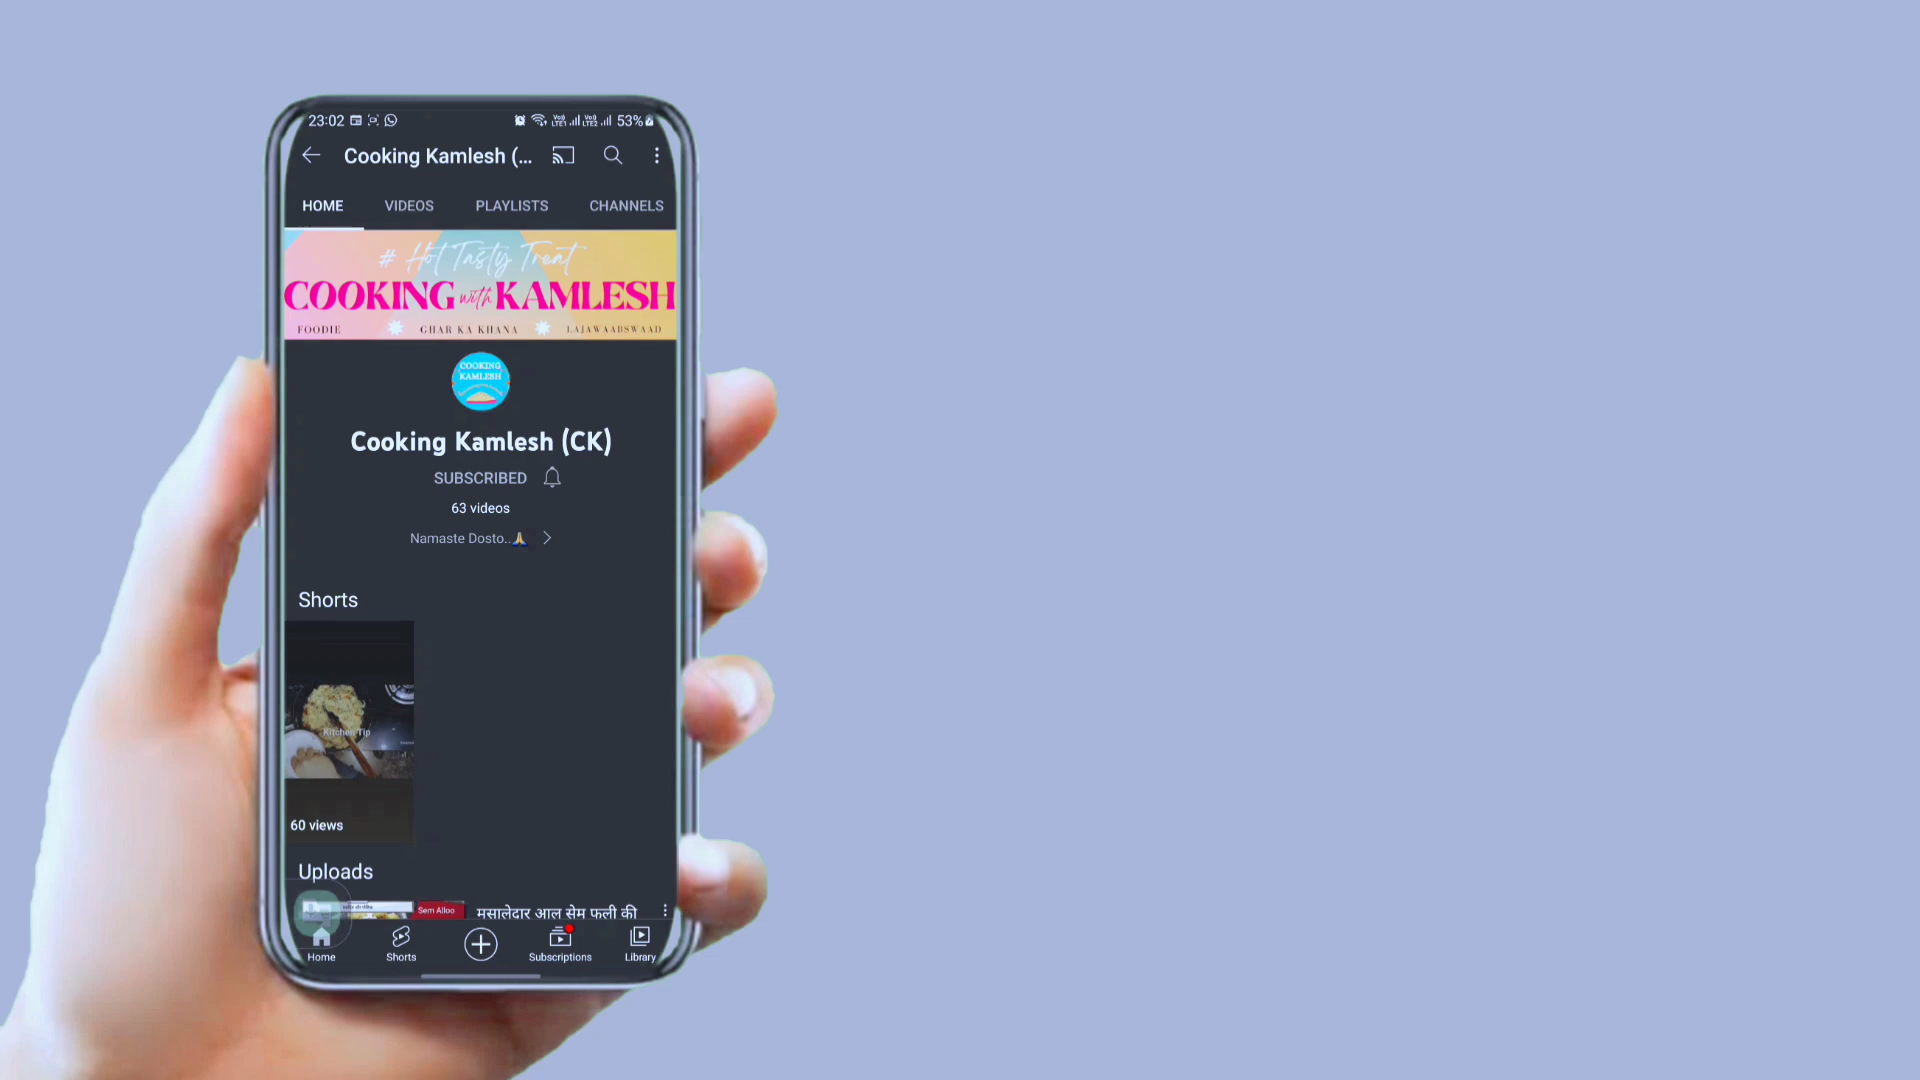 23:02
53%
Cooking Kamlesh (...
HOME VIDEOS PLAYLISTS CHANNELS
# Hot Tasty Treat
COOKING with KAMLESH
FOODIE GHAR KA KHANA LAJAWAABSWAAD
COOKING
KAMLESH
Cooking Kamlesh (CK)
SUBSCRIBED
63 videos
Namaste Dosto..🙏
Shorts
Kitchen Tip
60 views
Uploads
Sem Alloo
मसालेदार आलू सेम फली की
Home Shorts Subscriptions Library